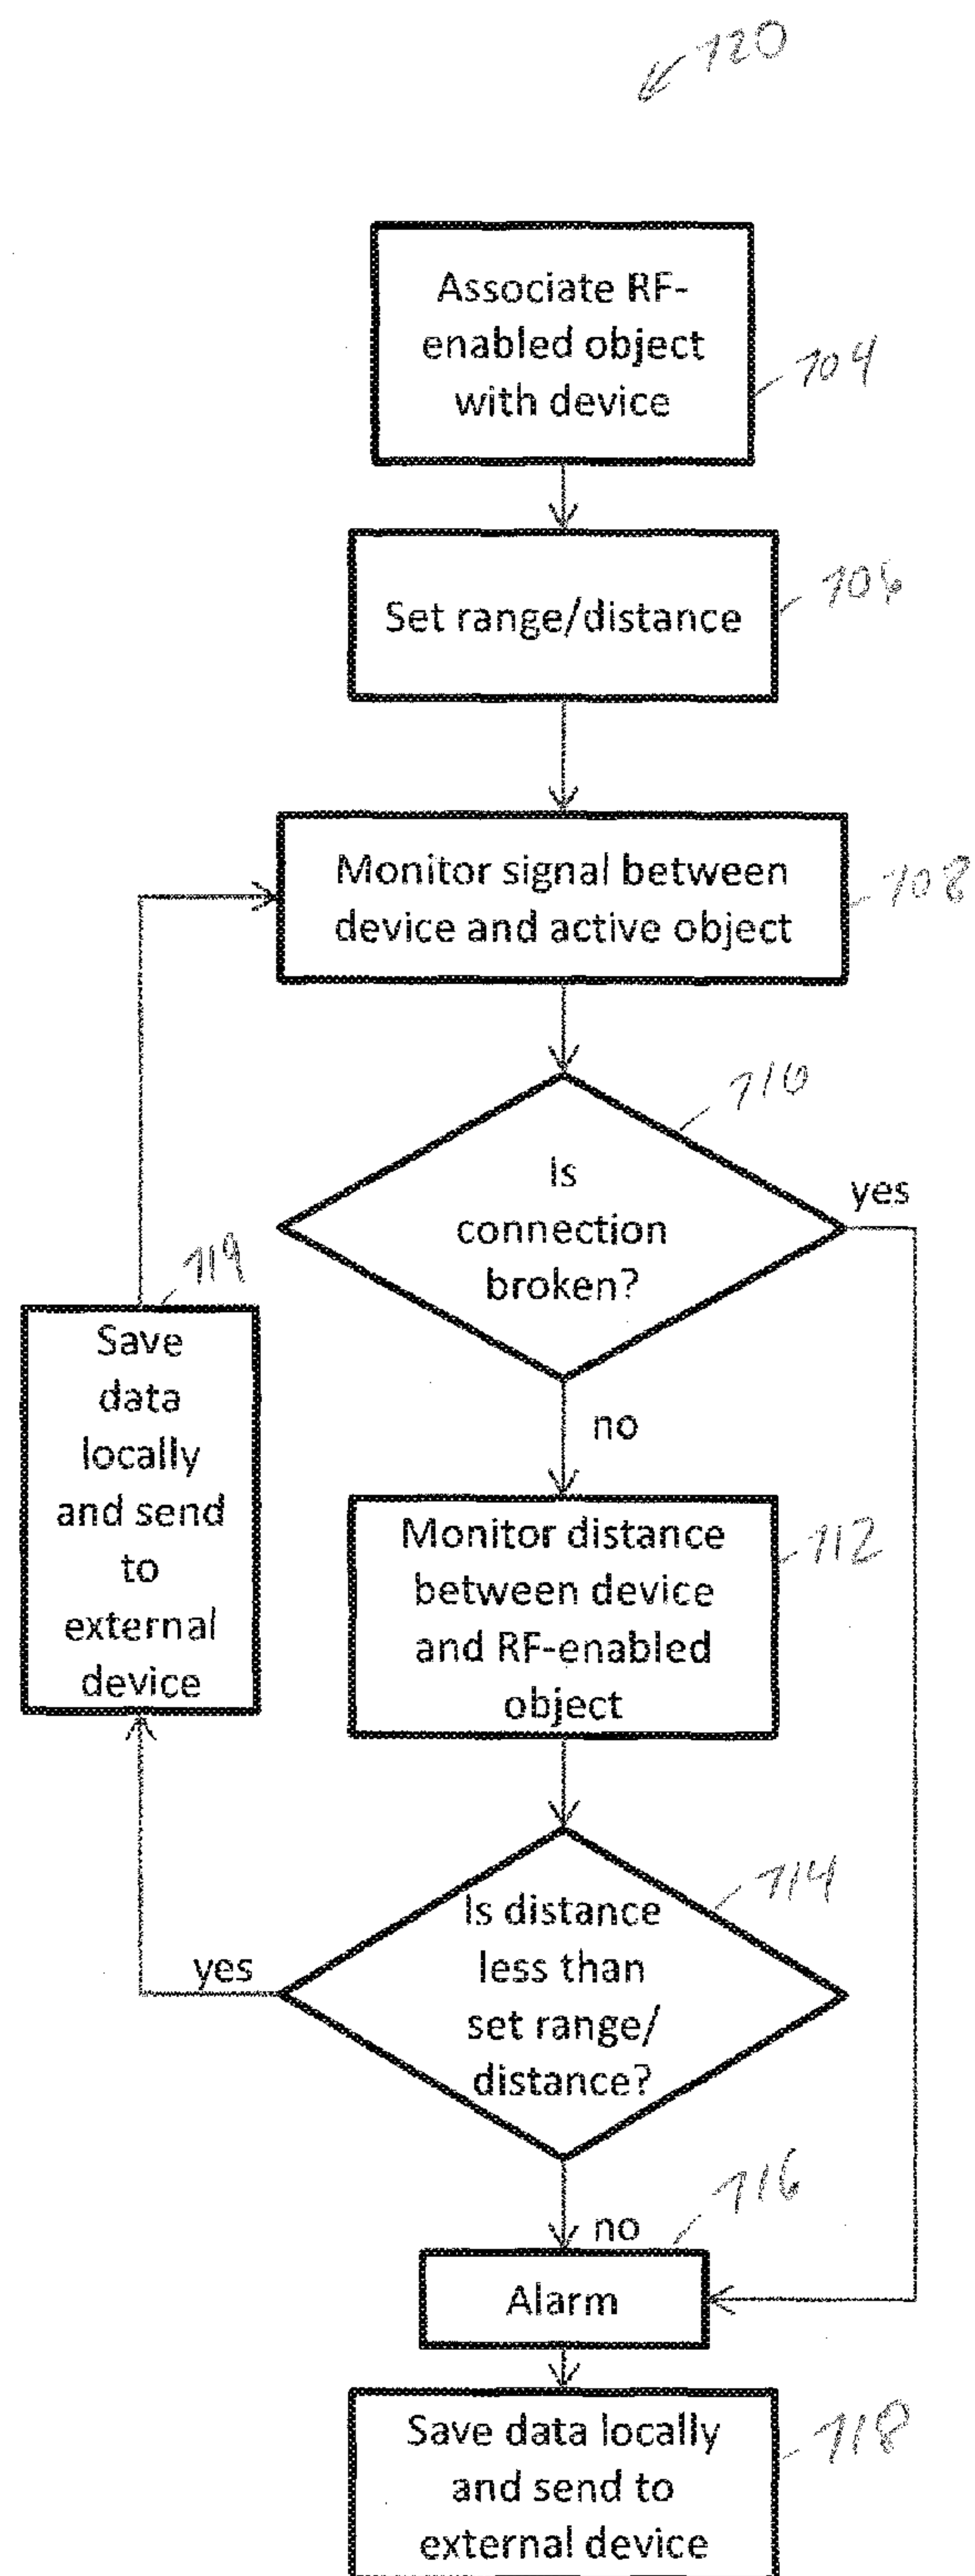 720
Associate RF-
enabled object
with device
704
Set range/distance
706
Monitor signal between
device and active object
708
Is
connection
broken?
710
yes
no
719
Save
data
locally
and send
to
external
device
Monitor distance
between device
and RF-enabled
object
712
Is distance
less than
set range/
distance?
714
yes
no
Alarm
716
Save data locally
and send to
external device
718